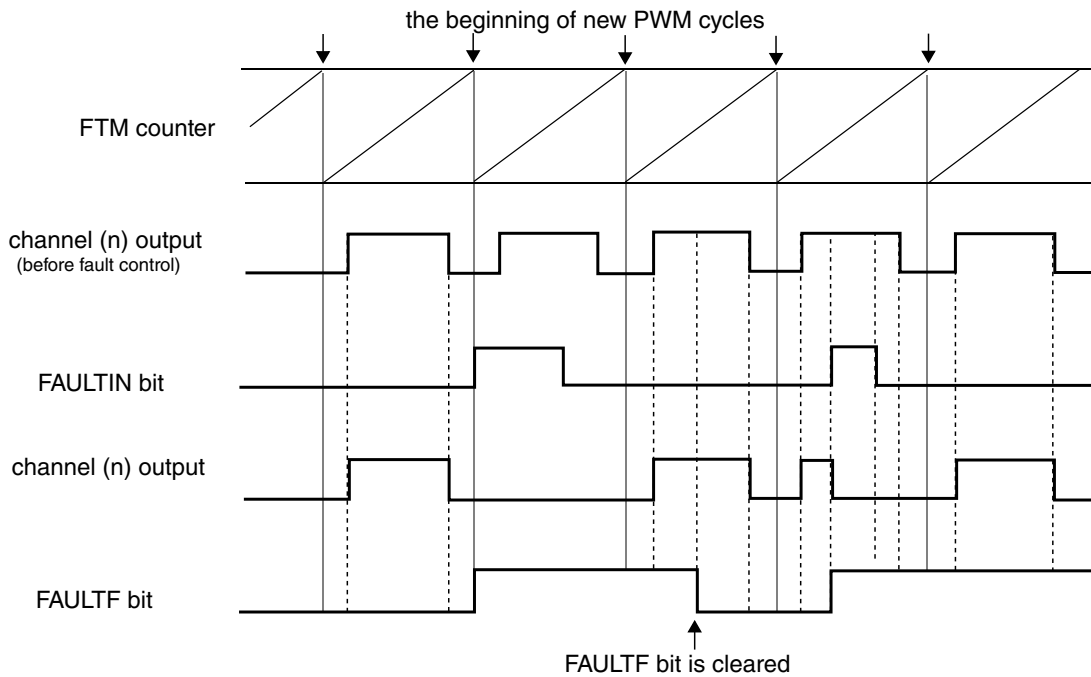 the beginning of new PWM cycles
FTM counter
channel (n) output
(before fault control)
FAULTIN bit
channel (n) output
FAULTF bit
FAULTF bit is cleared